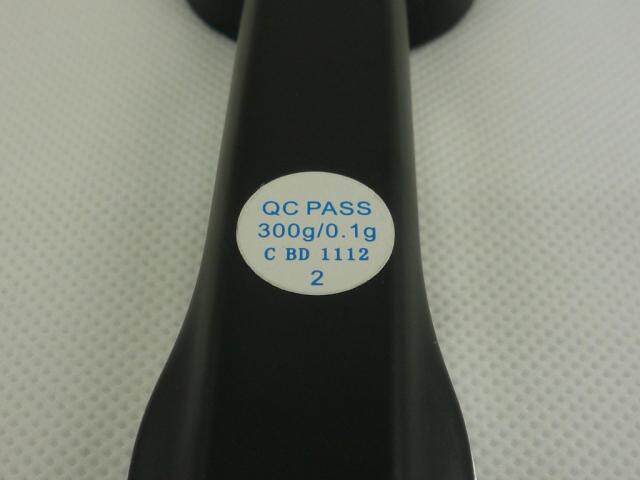 QC PASS
300g/0.1g
C BD 1112
2